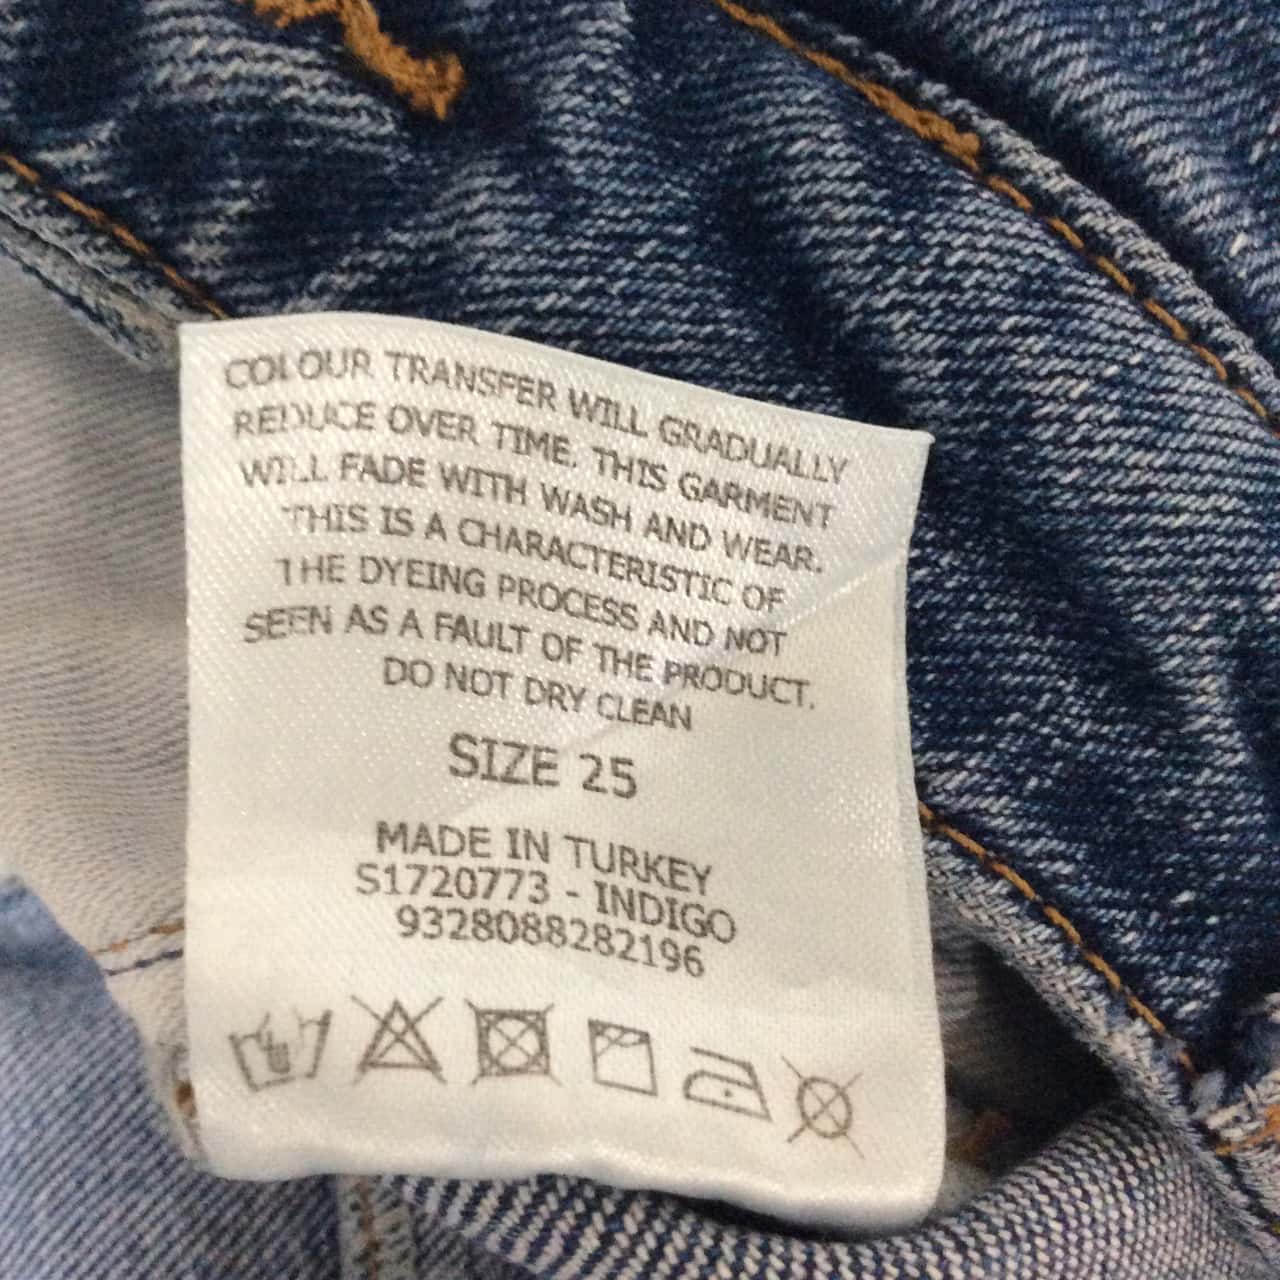 COLOUR TRANSFER WILL GRADUALLY
REDUCE OVER TIME. THIS GARMENT
WILL FADE WITH WASH AND WEAR.
THIS IS A CHARACTERISTIC OF
THE DYEING PROCESS AND NOT
SEEN AS A FAULT OF THE PRODUCT.
DO NOT DRY CLEAN
SIZE 25
MADE IN TURKEY
S1720773 - INDIGO
9328088282196